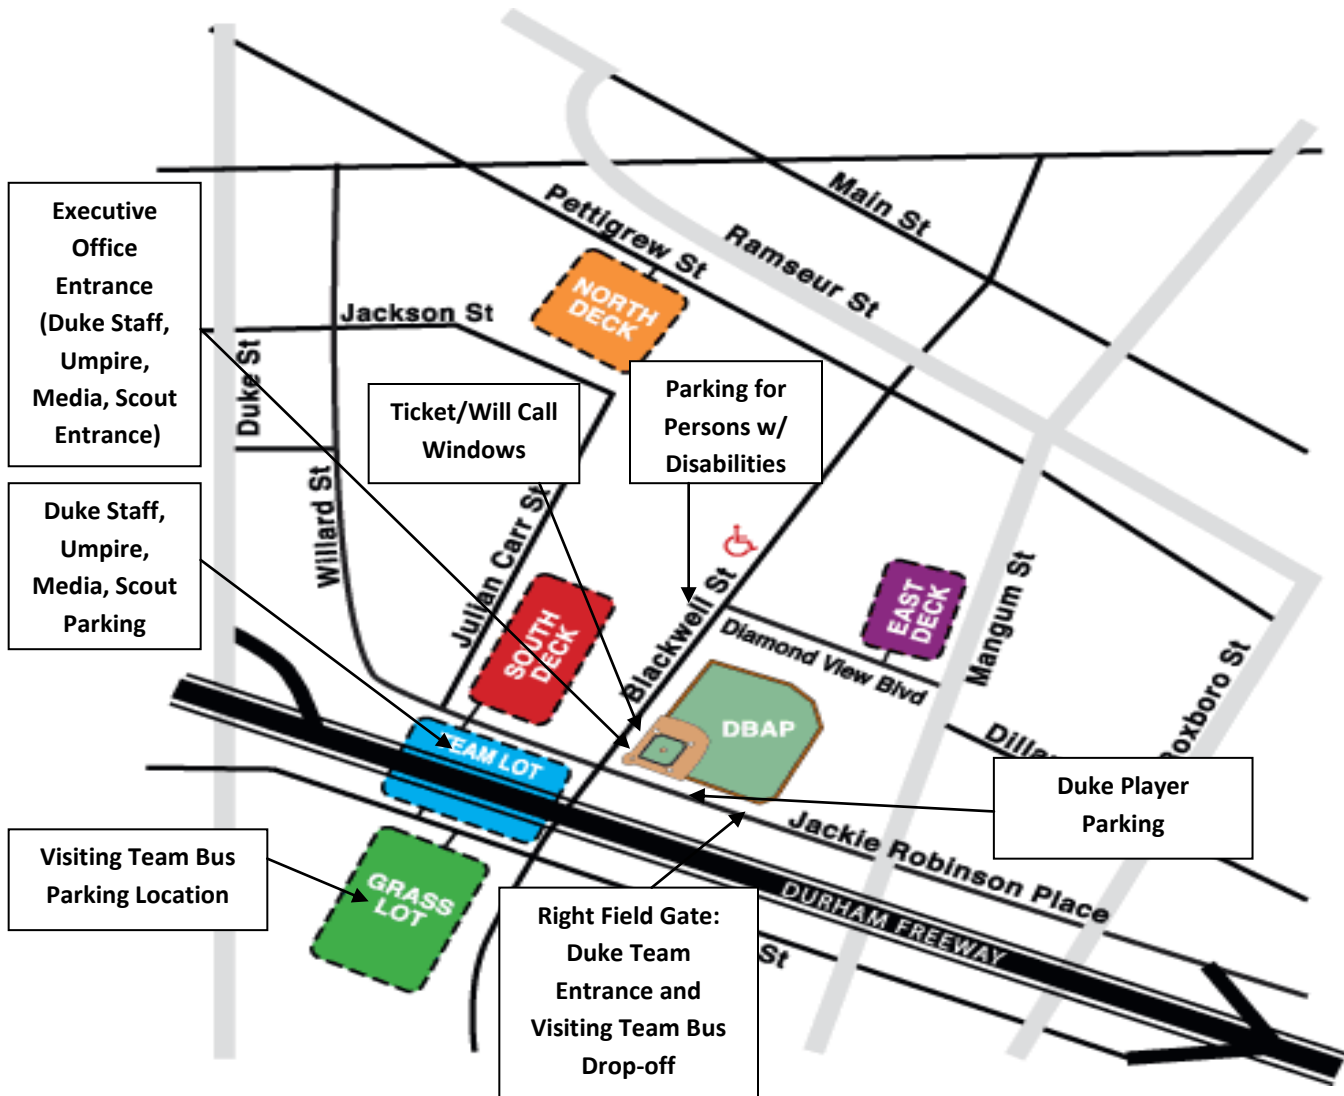 Main St
Pettigrew St
Ramseur St
Executive
Office
Entrance
(Duke Staff,
Umpire,
Media, Scout
Entrance)
NORTH
DECK
Jackson St
Duke St
Ticket/Will Call
Windows
Parking for
Persons w/
Disabilities
Duke Staff,
Umpire,
Media, Scout
Parking
Willard St
Julian Carr St
SOUTH
DECK
Blackwell St
EAST
DECK
Diamond View Blvd
Mangum St
DBAP
TEAM LOT
Duke Player
Parking
Jackie Robinson Place
Visiting Team Bus
Parking Location
GRASS
LOT
DURHAM FREEWAY
Right Field Gate:
Duke Team
Entrance and
Visiting Team Bus
Drop-off
St